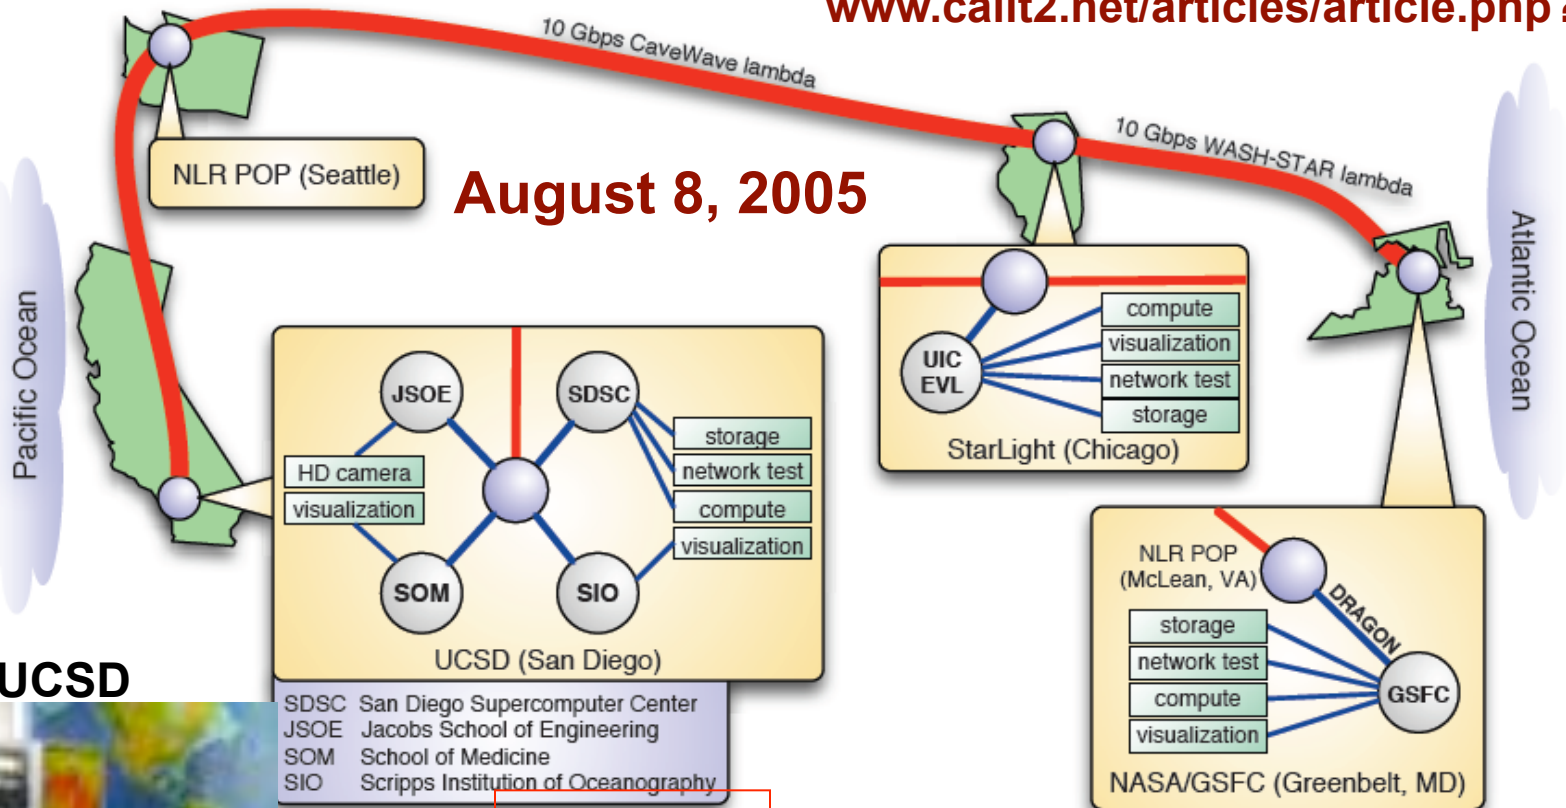 www.calit2.net/articles/article.php?
10 Gbps CaveWave lambda
10 Gbps WASH-STAR lambda
NLR POP (Seattle)
August 8, 2005
Pacific Ocean
Atlantic Ocean
JSOE
SDSC
HD camera
visualization
storage
network test
compute
visualization
SOM
SIO
UCSD (San Diego)
UIC
EVL
compute
visualization
network test
storage
StarLight (Chicago)
NLR POP
(McLean, VA)
DRAGON
storage
network test
compute
visualization
GSFC
NASA/GSFC (Greenbelt, MD)
UCSD
SDSC San Diego Supercomputer Center
JSOE Jacobs School of Engineering
SOM School of Medicine
SIO Scripps Institution of Oceanography